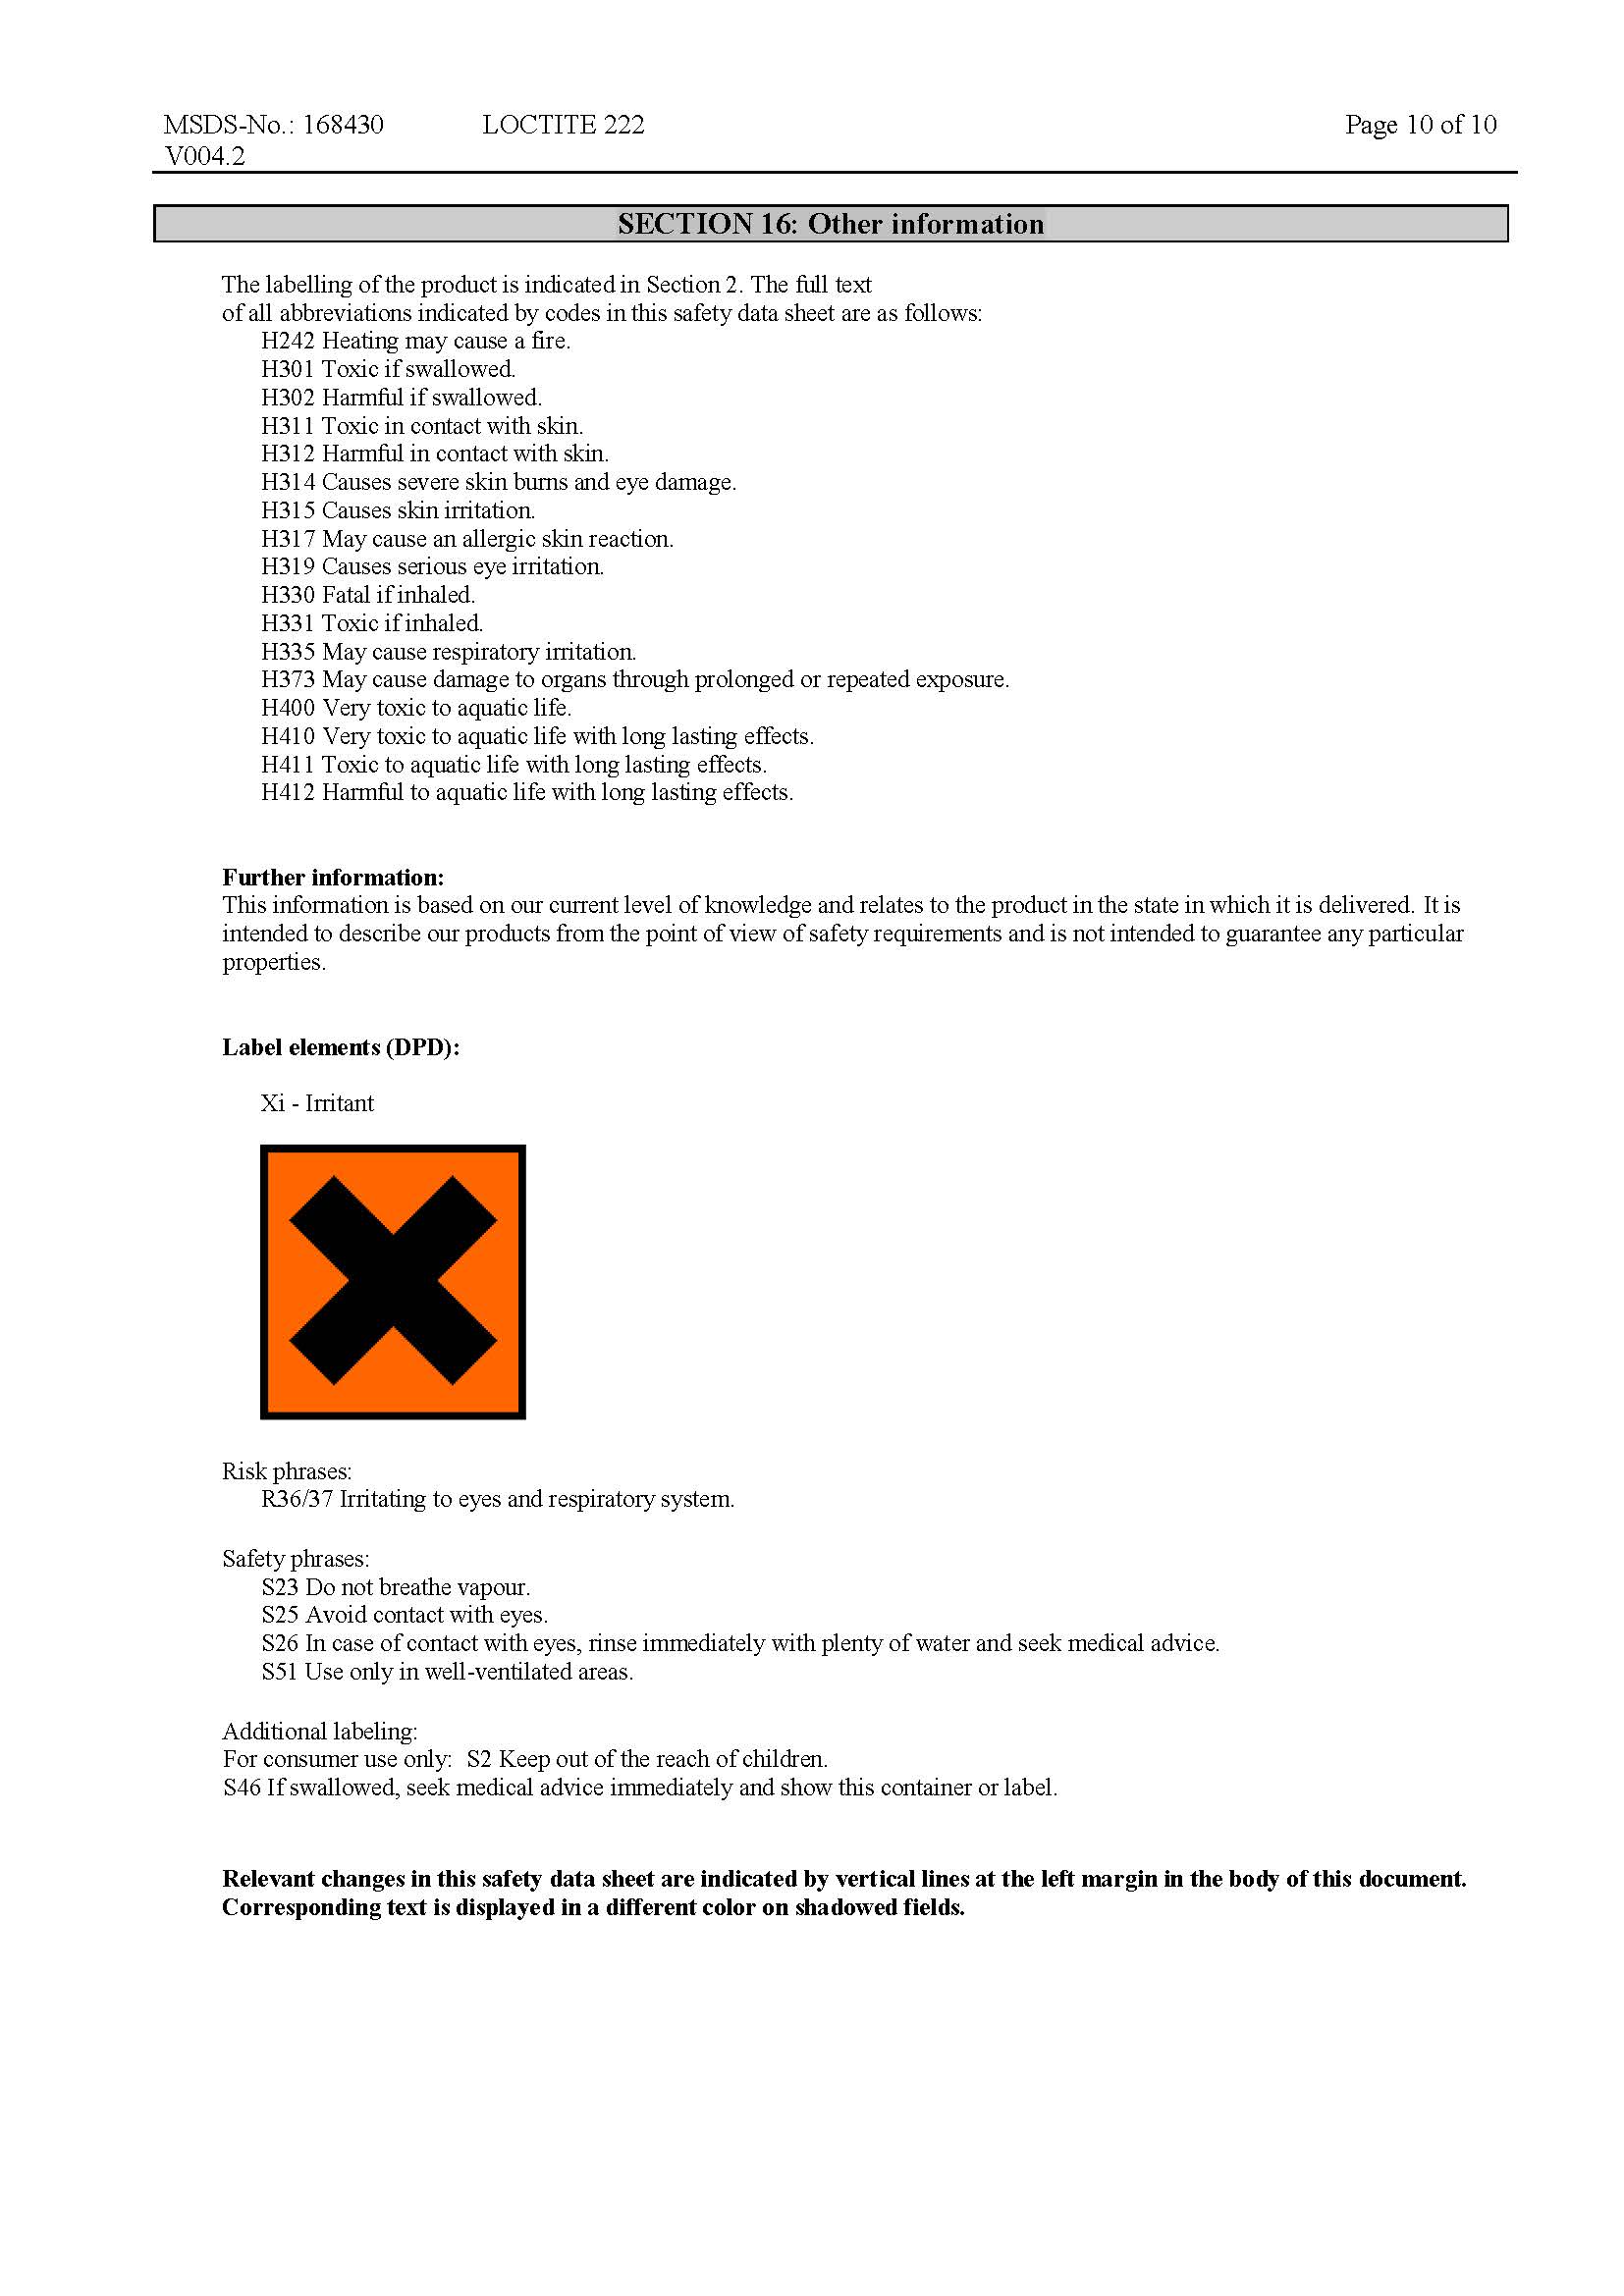 MSDS-No.: 168430 LOCTITE 222 Page 10 of 10
V004.2
SECTION 16: Other information
The labelling of the product is indicated in Section 2. The full text
of all abbreviations indicated by codes in this safety data sheet are as follows:
H242 Heating may cause a fire.
H301 Toxic if swallowed.
H302 Harmful if swallowed.
H311 Toxic in contact with skin.
H312 Harmful in contact with skin.
H314 Causes severe skin burns and eye damage.
H315 Causes skin irritation.
H317 May cause an allergic skin reaction.
H319 Causes serious eye irritation.
H330 Fatal if inhaled.
H331 Toxic if inhaled.
H335 May cause respiratory irritation.
H373 May cause damage to organs through prolonged or repeated exposure.
H400 Very toxic to aquatic life.
H410 Very toxic to aquatic life with long lasting effects.
H411 Toxic to aquatic life with long lasting effects.
H412 Harmful to aquatic life with long lasting effects.
Further information:
This information is based on our current level of knowledge and relates to the product in the state in which it is delivered. It is
intended to describe our products from the point of view of safety requirements and is not intended to guarantee any particular
properties.
Label elements (DPD):
Xi - Irritant
Risk phrases:
R36/37 Irritating to eyes and respiratory system.
Safety phrases:
S23 Do not breathe vapour.
S25 Avoid contact with eyes.
S26 In case of contact with eyes, rinse immediately with plenty of water and seek medical advice.
S51 Use only in well-ventilated areas.
Additional labeling:
For consumer use only: S2 Keep out of the reach of children.
S46 If swallowed, seek medical advice immediately and show this container or label.
Relevant changes in this safety data sheet are indicated by vertical lines at the left margin in the body of this document.
Corresponding text is displayed in a different color on shadowed fields.